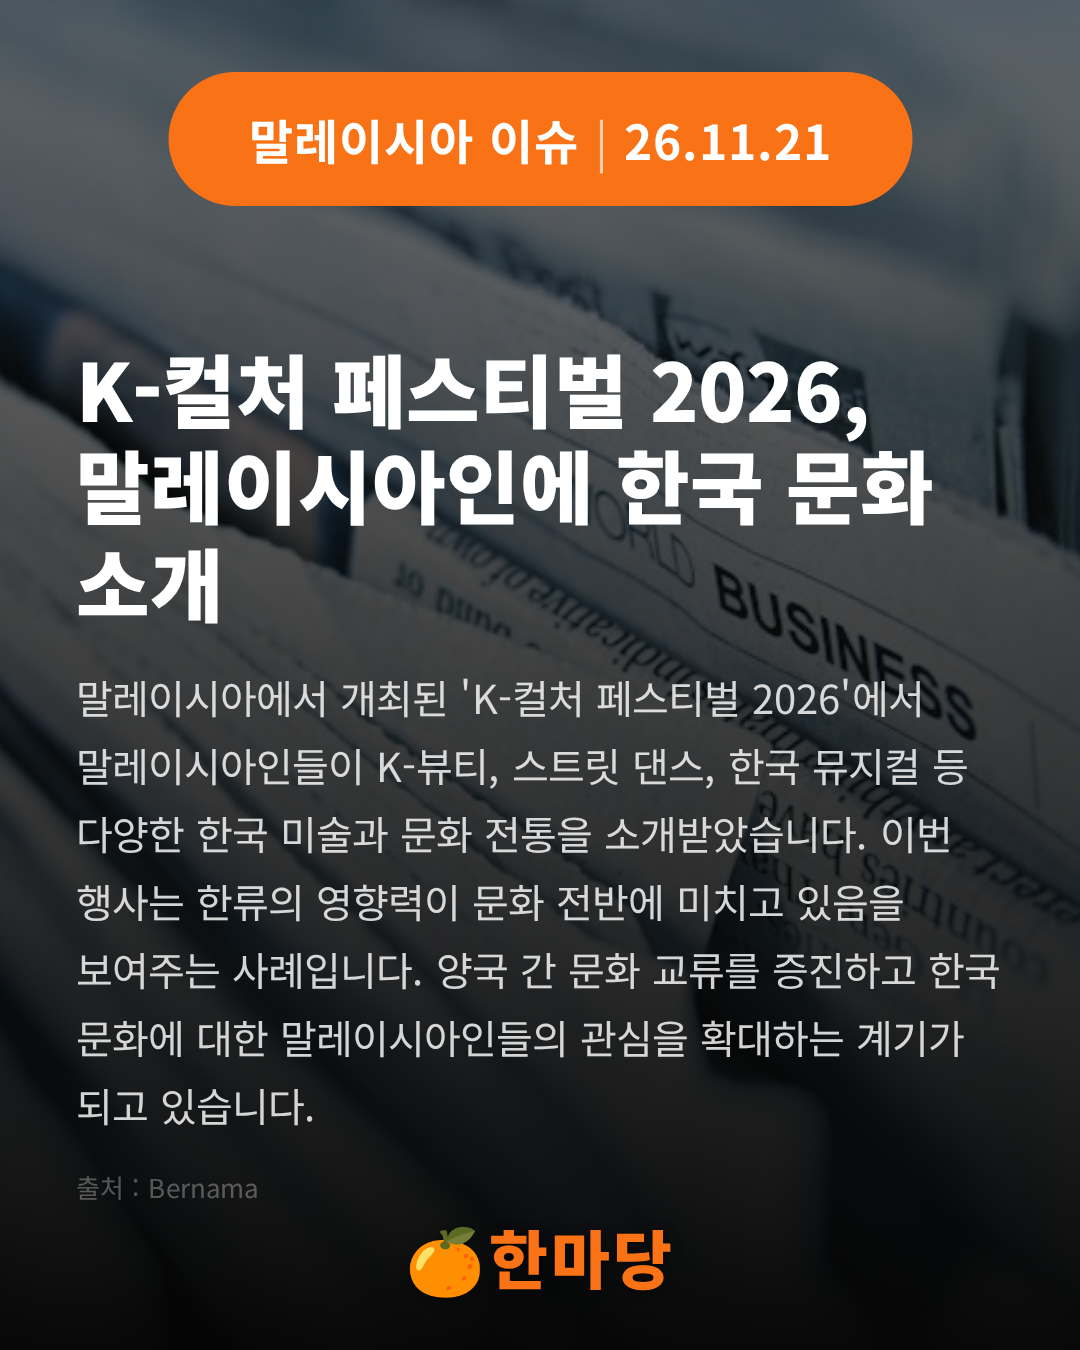 말레이시아 이슈 | 26.11.21
K-컬처 페스티벌 2026,
말레이시아인에 한국 문화
소개
말레이시아에서 개최된 'K-컬처 페스티벌 2026'에서
말레이시아인들이 K-뷰티, 스트릿 댄스, 한국 뮤지컬 등
다양한 한국 미술과 문화 전통을 소개받았습니다. 이번
행사는 한류의 영향력이 문화 전반에 미치고 있음을
보여주는 사례입니다. 양국 간 문화 교류를 증진하고 한국
문화에 대한 말레이시아인들의 관심을 확대하는 계기가
되고 있습니다.
출처 : Bernama
한마당
WORLD BUSINESS